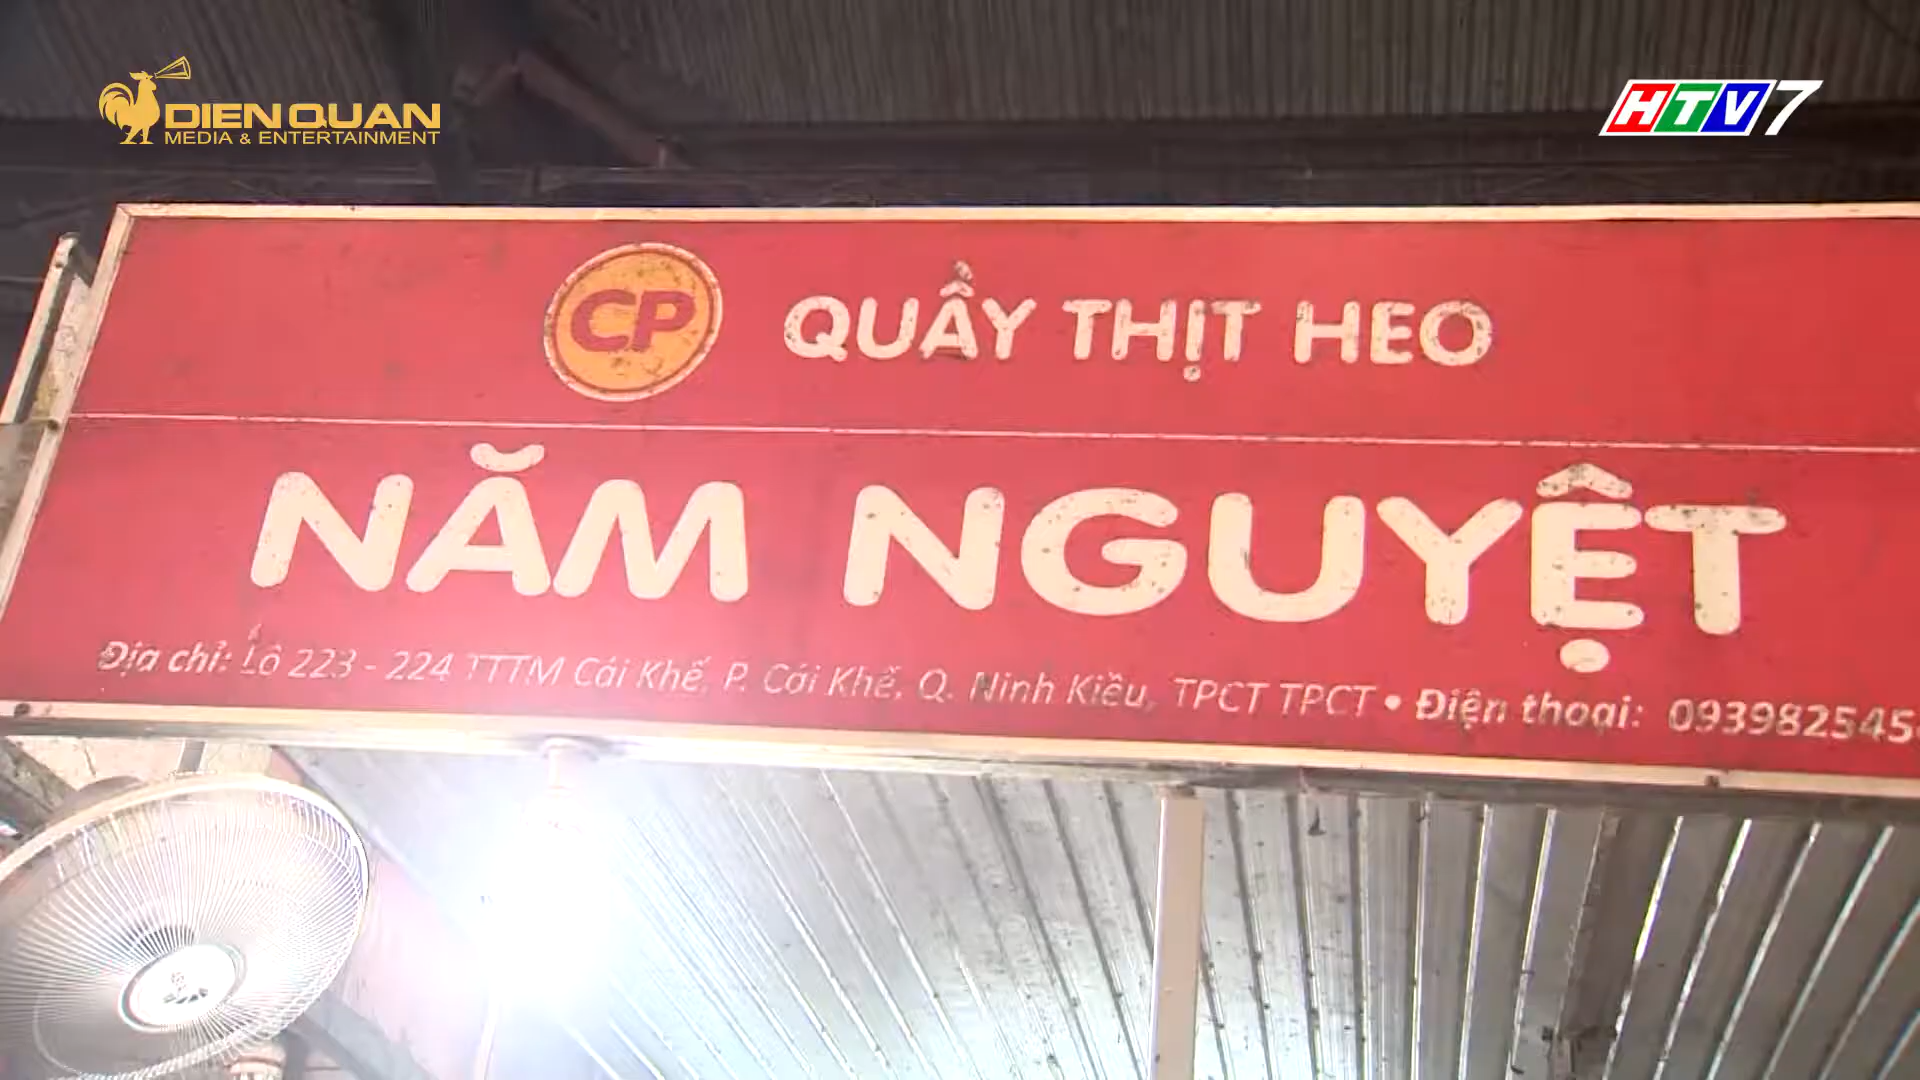 DIEN QUAN
MEDIA & ENTERTAINMENT
HTV7
CP
QUẦY THỊT HEO
NĂM NGUYỆT
Địa chỉ: Lô 223 - 224 TTTM Cái Khế, P. Cái Khế, Q. Ninh Kiều, TPCT TPCT • Điện thoại: